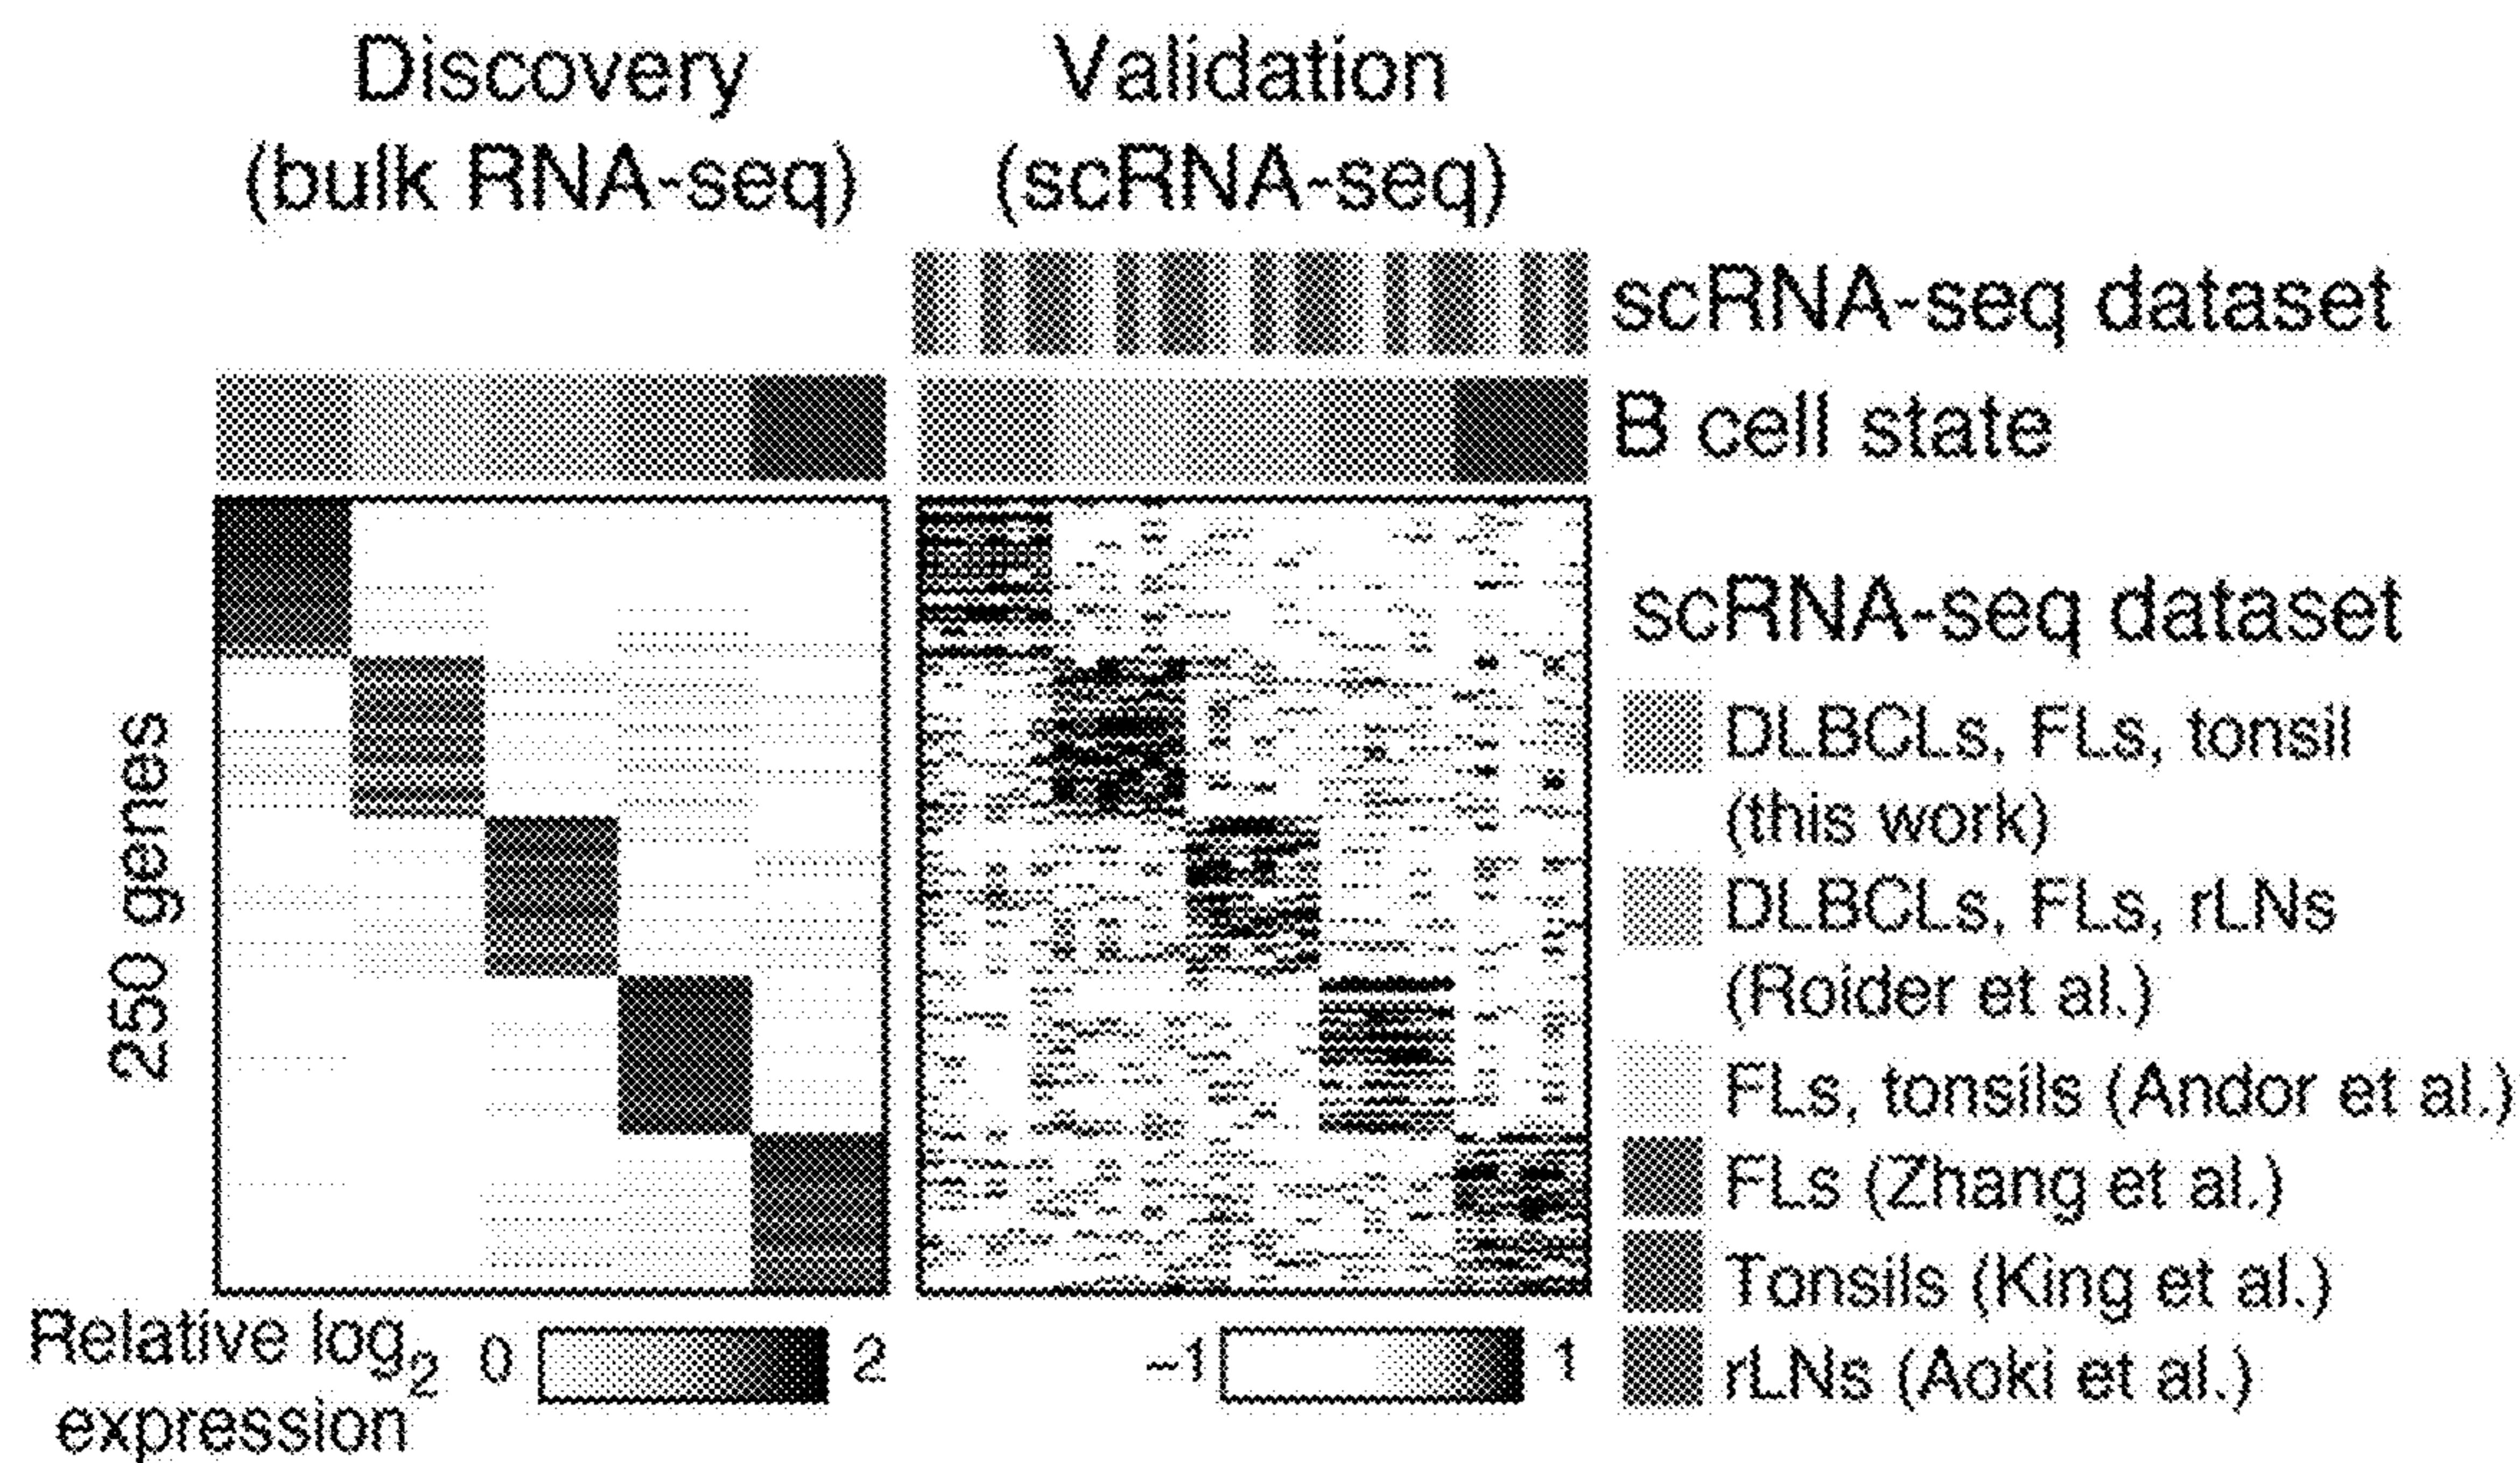 Discovery
(bulk RNA-seq)
Validation
(scRNA-seq)
scRNA-seq dataset
B cell state
250 genes
scRNA-seq dataset
DLBCLs, FLs, tonsil
(this work)
DLBCLs, FLs, rLNs
(Roider et al.)
FLs, tonsils (Andor et al.)
FLs (Zhang et al.)
Tonsils (King et al.)
rLNs (Aoki et al.)
Relative log2
expression
0 2
-1 1